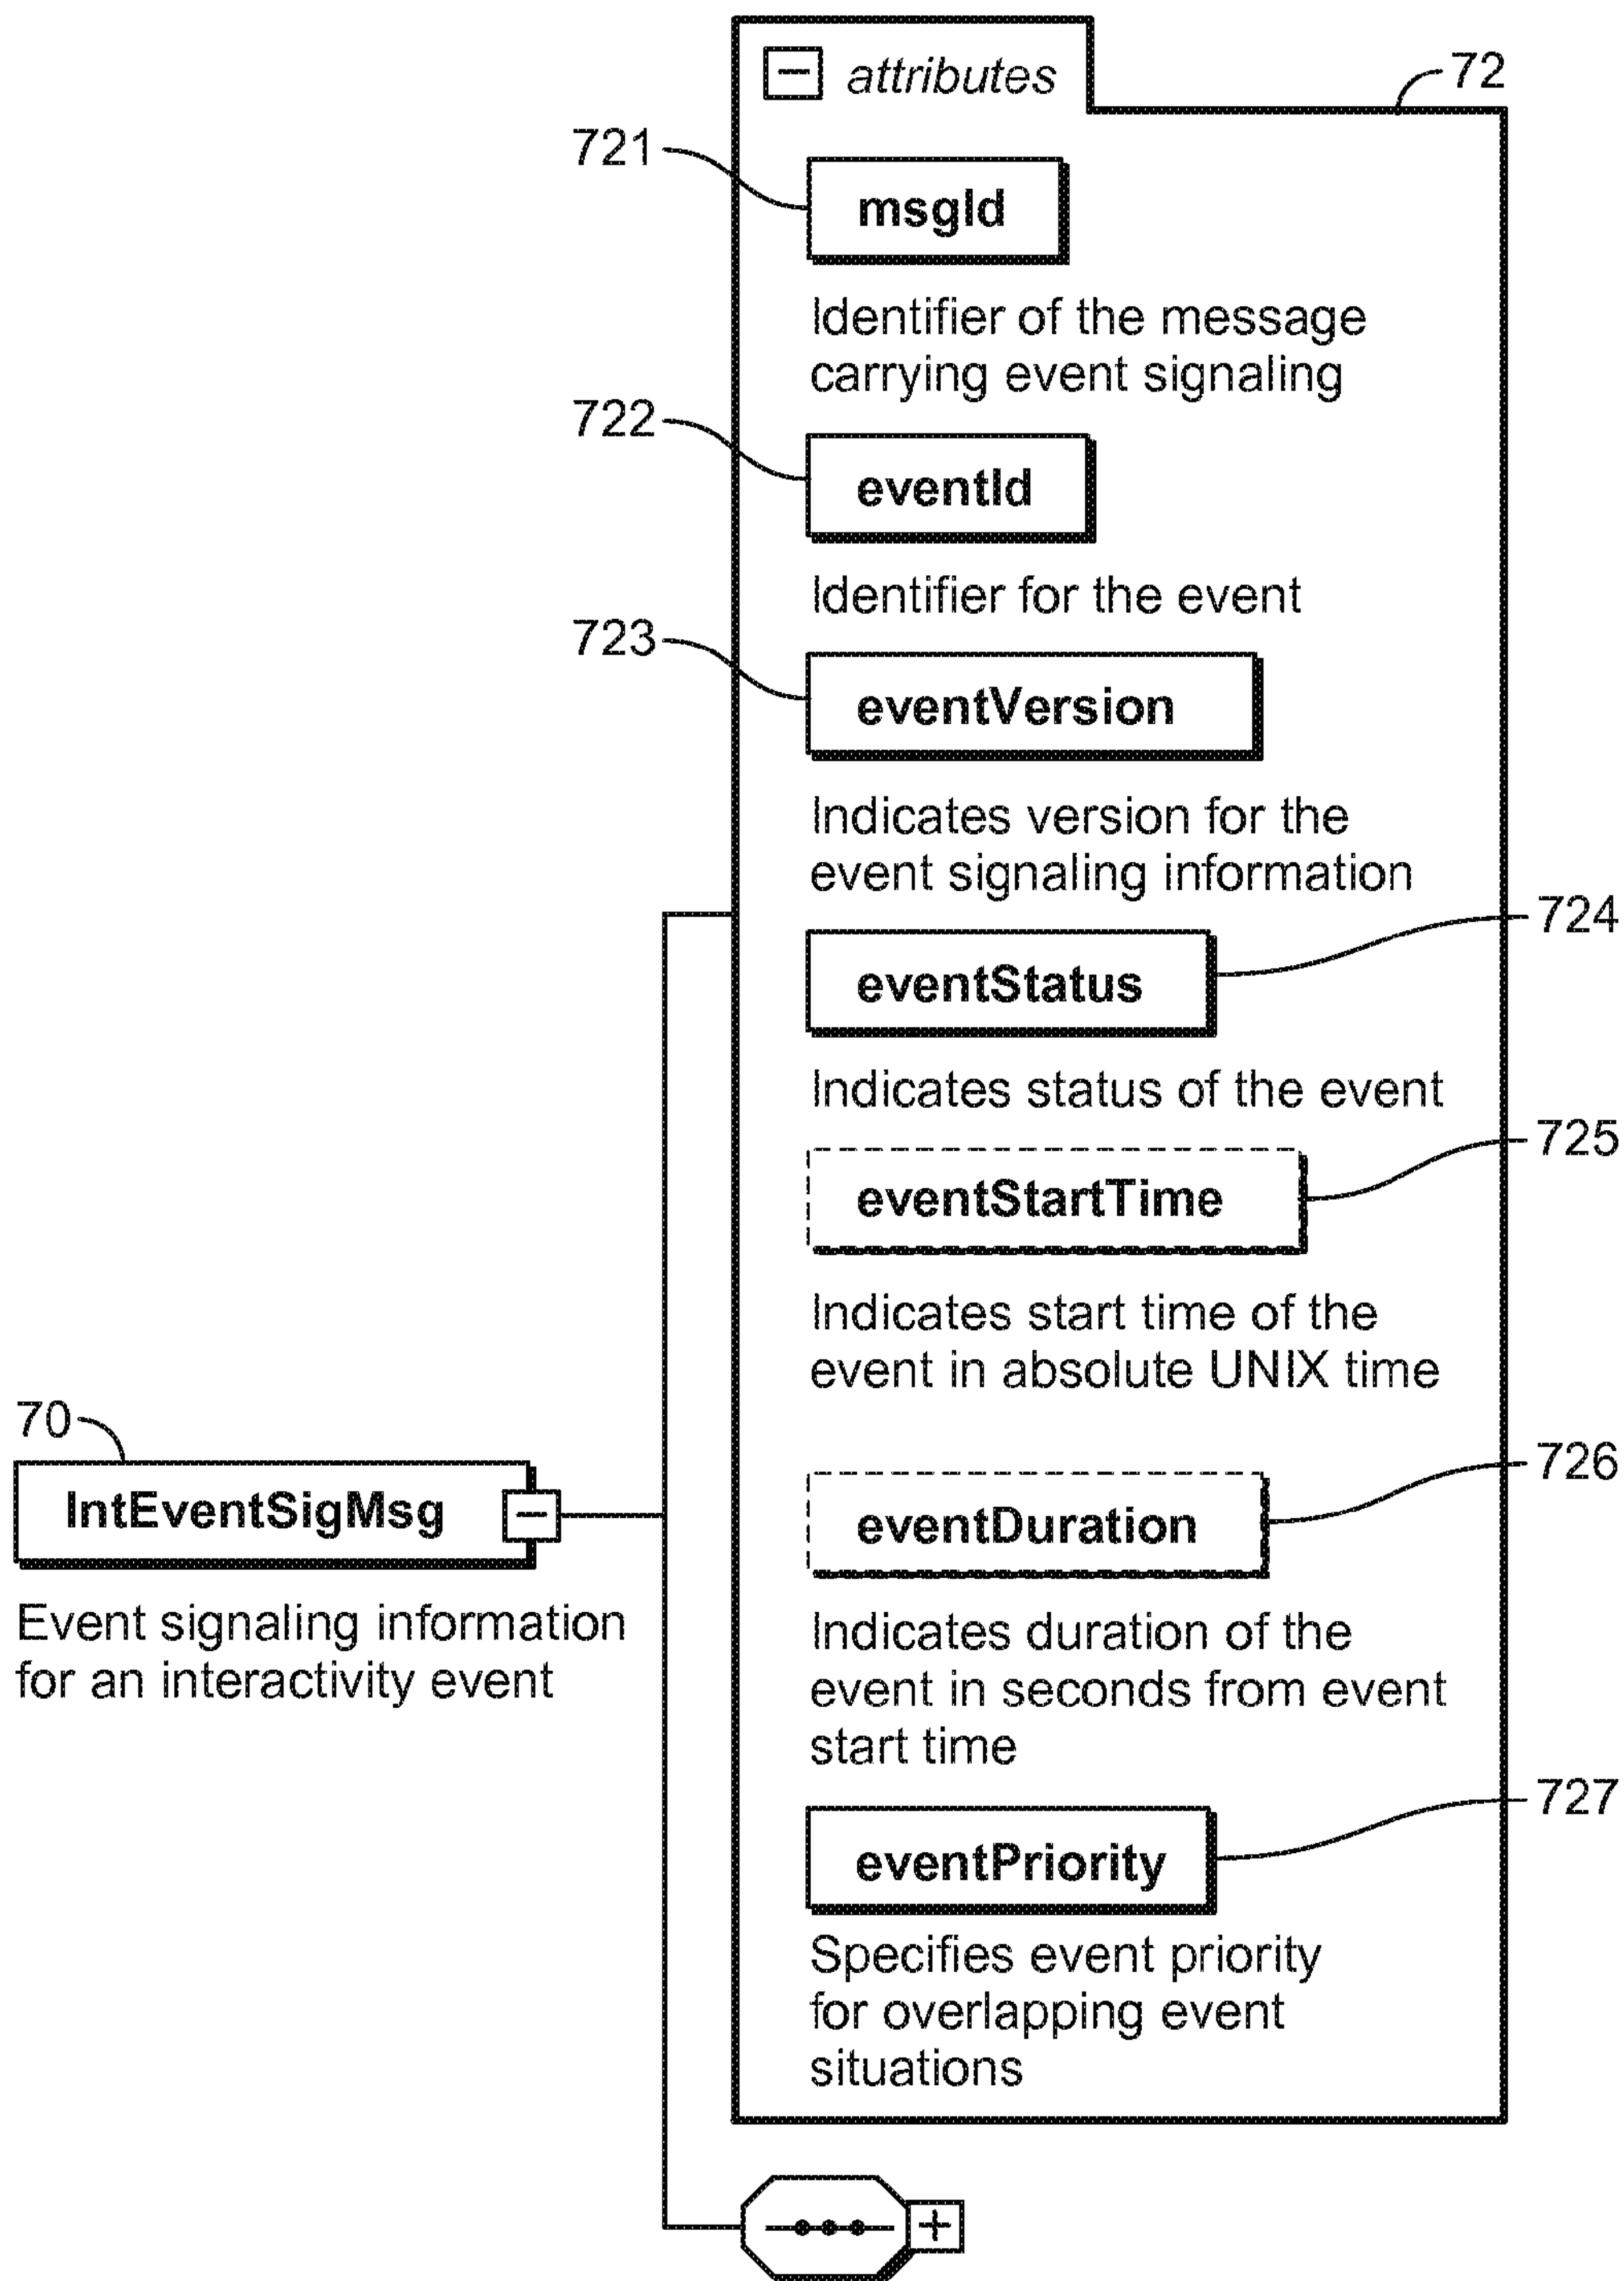 attributes
72
721
msgId
Identifier of the message
carrying event signaling
722
eventId
Identifier for the event
723
eventVersion
Indicates version for the
event signaling information
724
eventStatus
Indicates status of the event
725
eventStartTime
Indicates start time of the
event in absolute UNIX time
70
IntEventSigMsg
Event signaling information
for an interactivity event
726
eventDuration
Indicates duration of the
event in seconds from event
start time
727
eventPriority
Specifies event priority
for overlapping event
situations